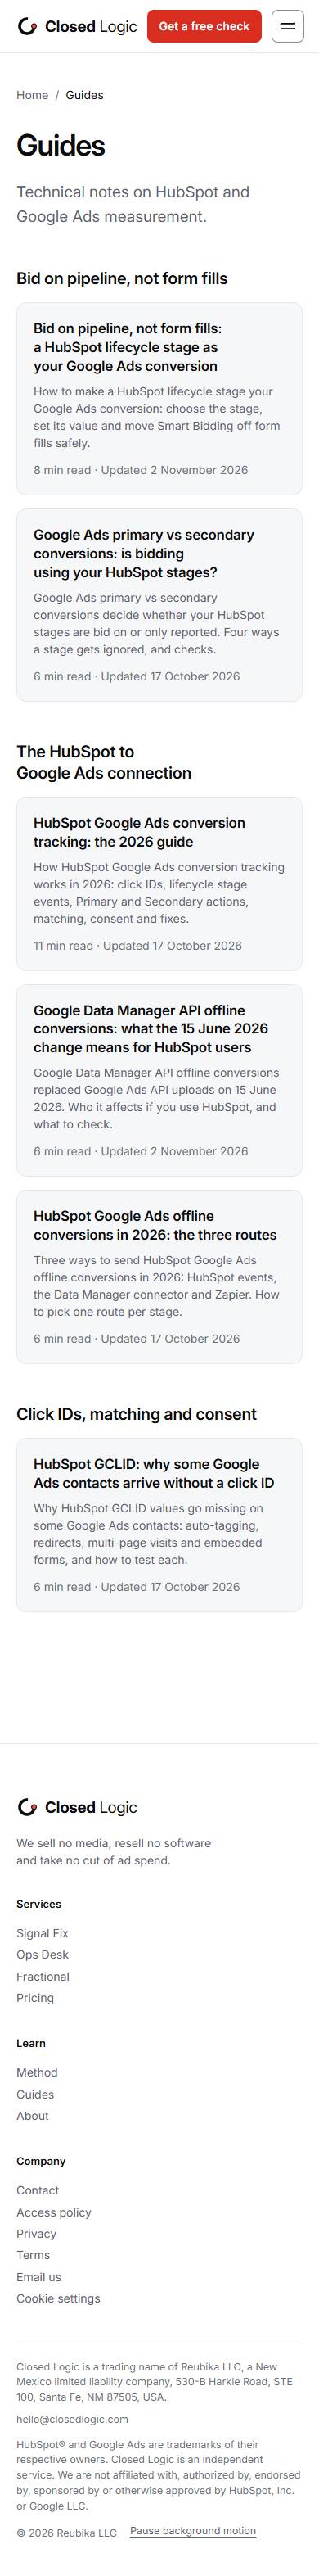 Closed Logic
Get a free check
Home / Guides
Guides
Technical notes on HubSpot and
Google Ads measurement.
Bid on pipeline, not form fills
Bid on pipeline, not form fills:
a HubSpot lifecycle stage as
your Google Ads conversion
How to make a HubSpot lifecycle stage your
Google Ads conversion: choose the stage,
set its value and move Smart Bidding off form
fills safely.
8 min read · Updated 2 November 2026
Google Ads primary vs secondary
conversions: is bidding
using your HubSpot stages?
Google Ads primary vs secondary
conversions decide whether your HubSpot
stages are bid on or only reported. Four ways
a stage gets ignored, and checks.
6 min read · Updated 17 October 2026
The HubSpot to
Google Ads connection
HubSpot Google Ads conversion
tracking: the 2026 guide
How HubSpot Google Ads conversion tracking
works in 2026: click IDs, lifecycle stage
events, Primary and Secondary actions,
matching, consent and fixes.
11 min read · Updated 17 October 2026
Google Data Manager API offline
conversions: what the 15 June 2026
change means for HubSpot users
Google Data Manager API offline conversions
replaced Google Ads API uploads on 15 June
2026. Who it affects if you use HubSpot, and
what to check.
6 min read · Updated 2 November 2026
HubSpot Google Ads offline
conversions in 2026: the three routes
Three ways to send HubSpot Google Ads
offline conversions in 2026: HubSpot events,
the Data Manager connector and Zapier. How
to pick one route per stage.
6 min read · Updated 17 October 2026
Click IDs, matching and consent
HubSpot GCLID: why some Google
Ads contacts arrive without a click ID
Why HubSpot GCLID values go missing on
some Google Ads contacts: auto-tagging,
redirects, multi-page visits and embedded
forms, and how to test each.
6 min read · Updated 17 October 2026
Closed Logic
We sell no media, resell no software
and take no cut of ad spend.
Services
Signal Fix
Ops Desk
Fractional
Pricing
Learn
Method
Guides
About
Company
Contact
Access policy
Privacy
Terms
Email us
Cookie settings
Closed Logic is a trading name of Reubika LLC, a New
Mexico limited liability company, 530-B Harkle Road, STE
100, Santa Fe, NM 87505, USA.
hello@closedlogic.com
HubSpot® and Google Ads are trademarks of their
respective owners. Closed Logic is an independent
service. We are not affiliated with, authorized by, endorsed
by, sponsored by or otherwise approved by HubSpot, Inc.
or Google LLC.
© 2026 Reubika LLC Pause background motion